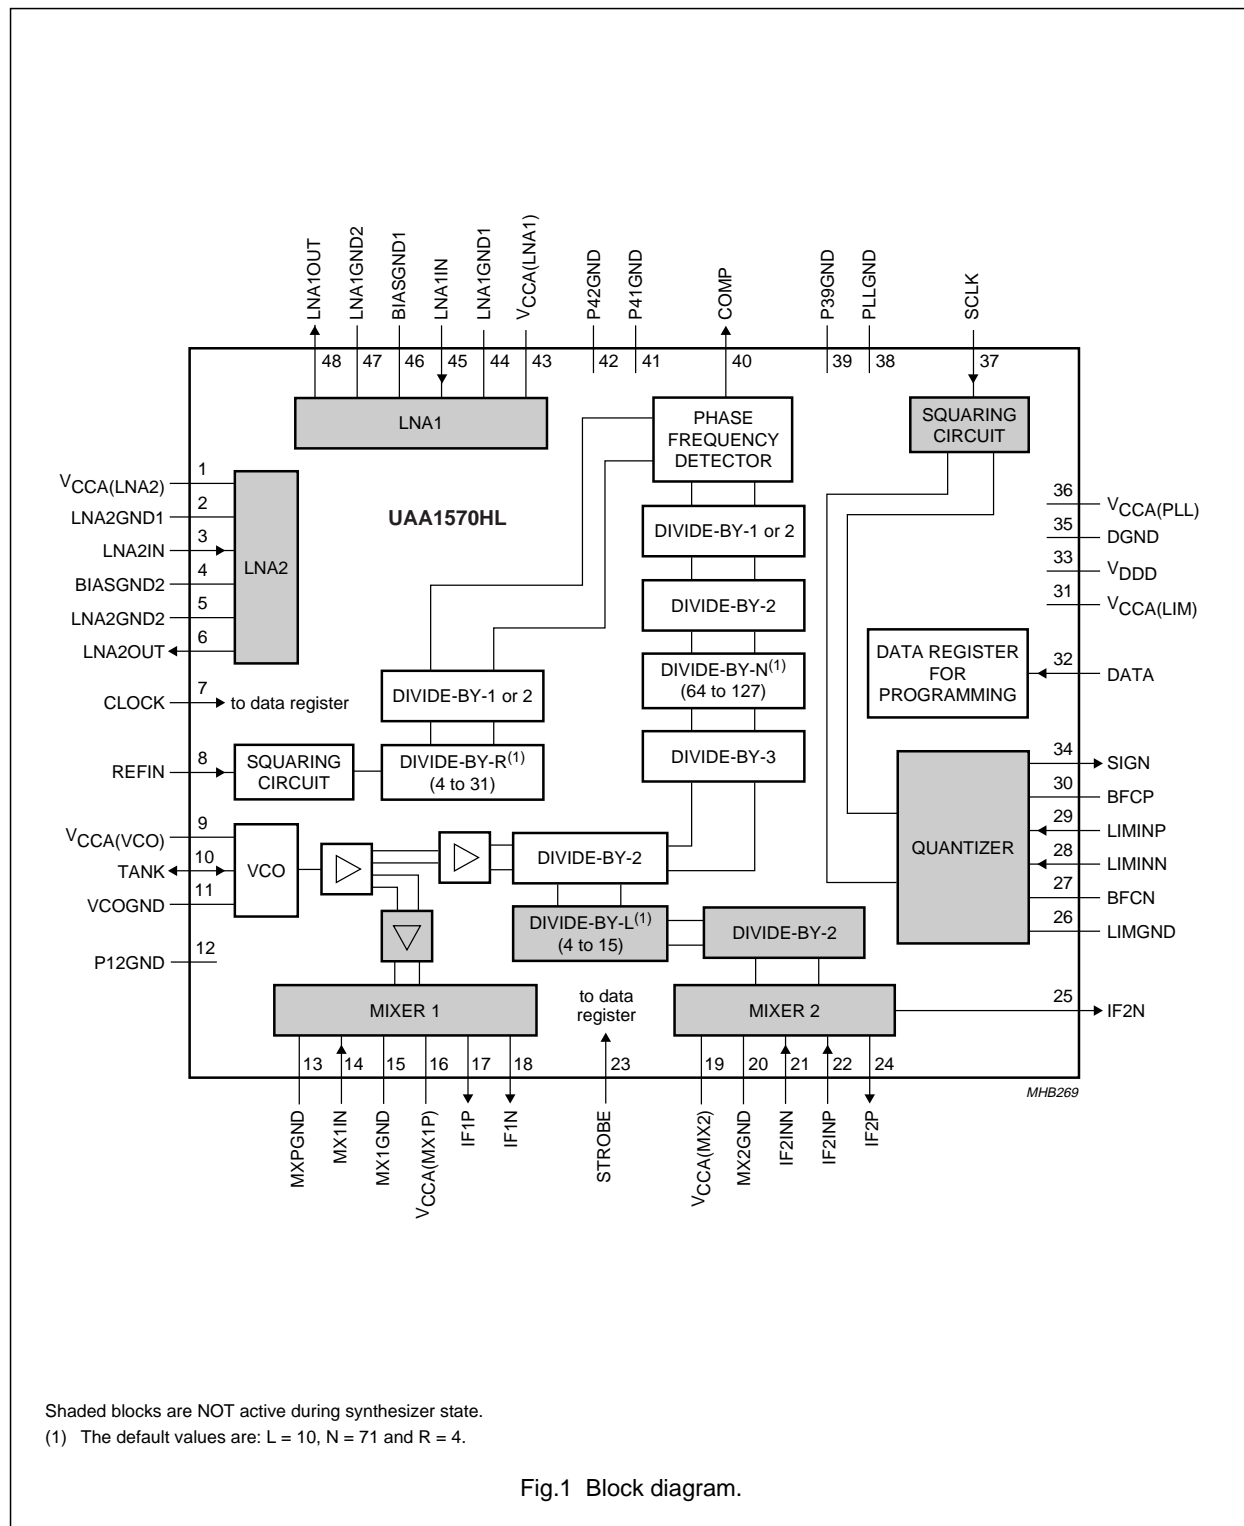 LNA1OUT
LNA1GND2
BIASGND1
LNA1IN
LNA1GND1
VCCA(LNA1)
P42GND
P41GND
COMP
P39GND
PLLGND
SCLK
48
47
46
45
44
43
42
41
40
39
38
37
LNA1
PHASE
FREQUENCY
DETECTOR
SQUARING
CIRCUIT
UAA1570HL
VCCA(LNA2)
1
LNA2GND1
2
LNA2IN
3
BIASGND2
4
LNA2GND2
5
LNA2OUT
6
LNA2
CLOCK
7
to data register
REFIN
8
SQUARING
CIRCUIT
DIVIDE-BY-1 or 2
DIVIDE-BY-R(1)
(4 to 31)
DIVIDE-BY-1 or 2
DIVIDE-BY-2
DIVIDE-BY-N(1)
(64 to 127)
DIVIDE-BY-3
36
VCCA(PLL)
35
DGND
33
VDDD
31
VCCA(LIM)
DATA REGISTER
FOR
PROGRAMMING
32
DATA
QUANTIZER
34
SIGN
30
BFCP
29
LIMINP
28
LIMINN
27
BFCN
26
LIMGND
VCCA(VCO)
9
TANK
10
VCOGND
11
VCO
DIVIDE-BY-2
DIVIDE-BY-L(1)
(4 to 15)
DIVIDE-BY-2
P12GND
12
MIXER 1
to data
register
MIXER 2
25
IF2N
13
14
15
16
17
18
23
19
20
21
22
24
MXPGND
MX1IN
MX1GND
VCCA(MX1P)
IF1P
IF1N
STROBE
VCCA(MX2)
MX2GND
IF2INN
IF2INP
IF2P
MHB269
Shaded blocks are NOT active during synthesizer state.
(1) The default values are: L = 10, N = 71 and R = 4.
Fig.1 Block diagram.